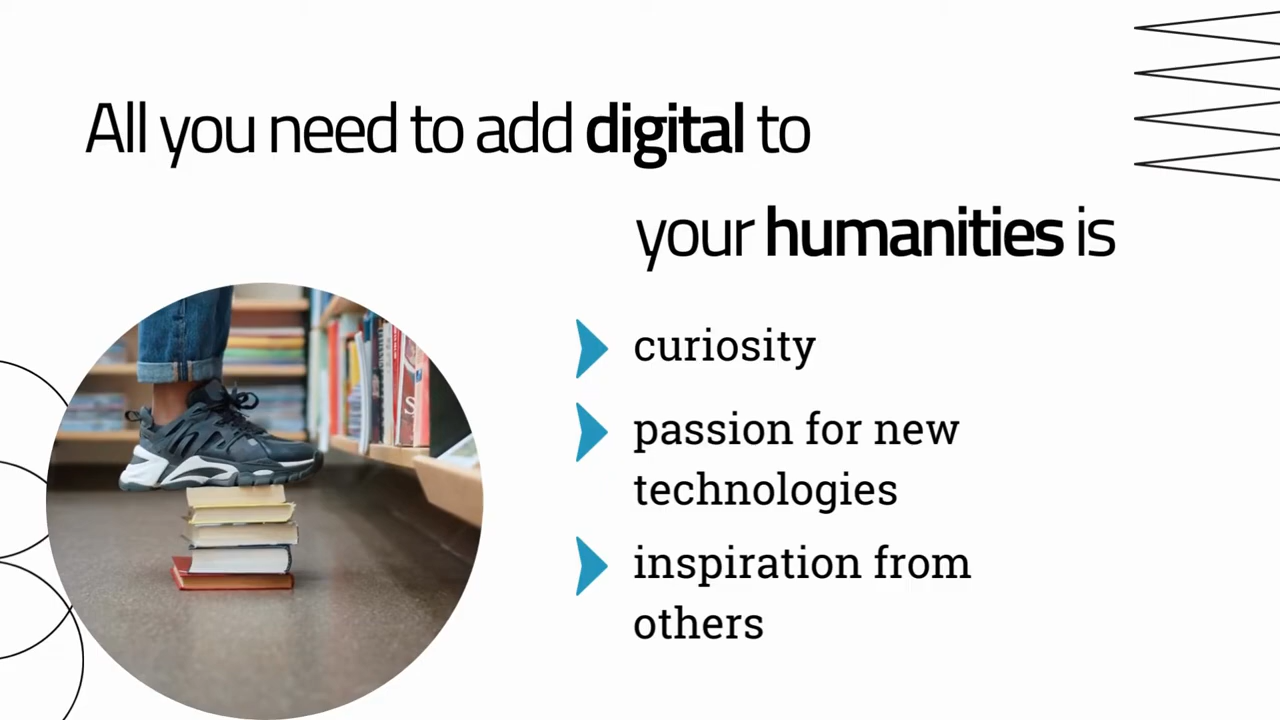 All you need to add digital to
your humanities is
curiosity
passion for new
technologies
inspiration from
others